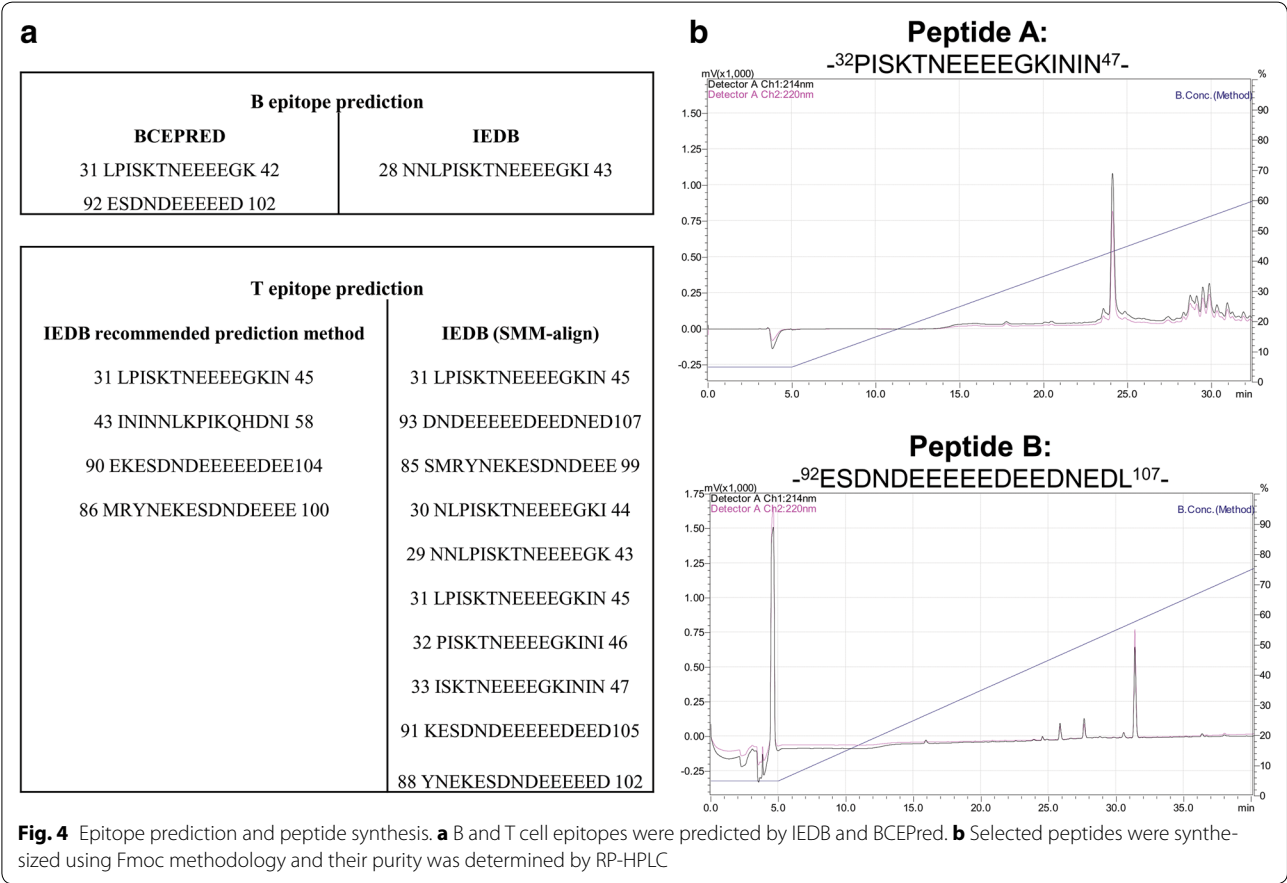 a
B epitope prediction
BCEPRED
31 LPISKTNEEEEGK 42
92 ESDNDEEEEED 102
IEDB
28 NNLPISKTNEEEEGKI 43
T epitope prediction
IEDB recommended prediction method
31 LPISKTNEEEEGKIN 45
43 ININNLKPIKQHDNI 58
90 EKESDNDEEEEEDEE104
86 MRYNEKESDNDEEEE 100
IEDB (SMM-align)
31 LPISKTNEEEEGKIN 45
93 DNDEEEEEDEEDNED107
85 SMRYNEKESDNDEEE 99
30 NLPISKTNEEEEGKI 44
29 NNLPISKTNEEEEGK 43
31 LPISKTNEEEEGKIN 45
32 PISKTNEEEEGKINI 46
33 ISKTNEEEEGKININ 47
91 KESDNDEEEEEDEED105
88 YNEKESDNDEEEEED 102
b
Peptide A:
-32PISKTNEEEEGKININ47-
mV(x1,000)
Detector A Ch1:214nm
Detector A Ch2:220nm
B.Conc.(Method)
%
1.50
1.25
1.00
0.75
0.50
0.25
0.00
-0.25
90
80
70
60
50
40
30
20
10
0
0.0 5.0 10.0 15.0 20.0 25.0 30.0 min
Peptide B:
-92ESDNDEEEEEDEEDNEDL107-
mV(x1,000)
Detector A Ch1:214nm
Detector A Ch2:220nm
B.Conc.(Method)
%
1.75
1.50
1.25
1.00
0.75
0.50
0.25
0.00
-0.25
90
80
70
60
50
40
30
20
10
0
0.0 5.0 10.0 15.0 20.0 25.0 30.0 35.0 min
Fig. 4 Epitope prediction and peptide synthesis. a B and T cell epitopes were predicted by IEDB and BCEPred. b Selected peptides were synthe-
sized using Fmoc methodology and their purity was determined by RP-HPLC